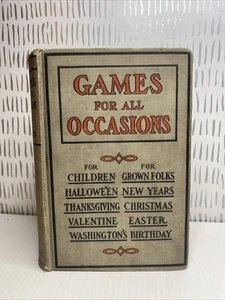 GAMES
FOR ALL
OCCASIONS
FOR FOR
CHILDREN GROWN FOLKS
HALLOWE'EN NEW YEARS
THANKSGIVING CHRISTMAS
VALENTINE EASTER
WASHINGTON'S BIRTHDAY